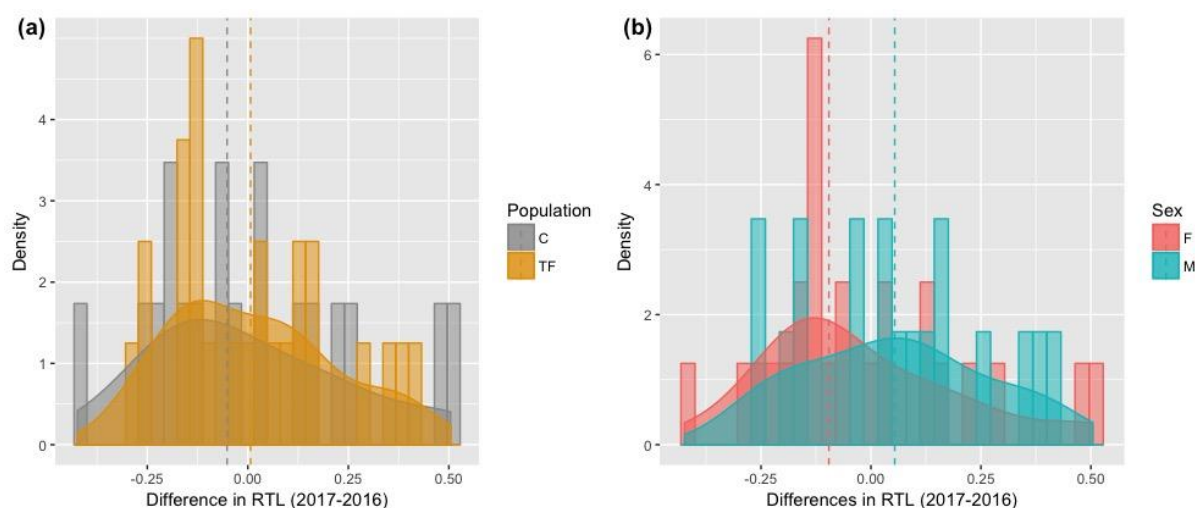 (a)
Density
4
3
2
1
0
-0.25
0.00
0.25
0.50
Difference in RTL (2017-2016)
Population
C
TF
(b)
Density
6
4
2
0
-0.25
0.00
0.25
0.50
Differences in RTL (2017-2016)
Sex
F
M